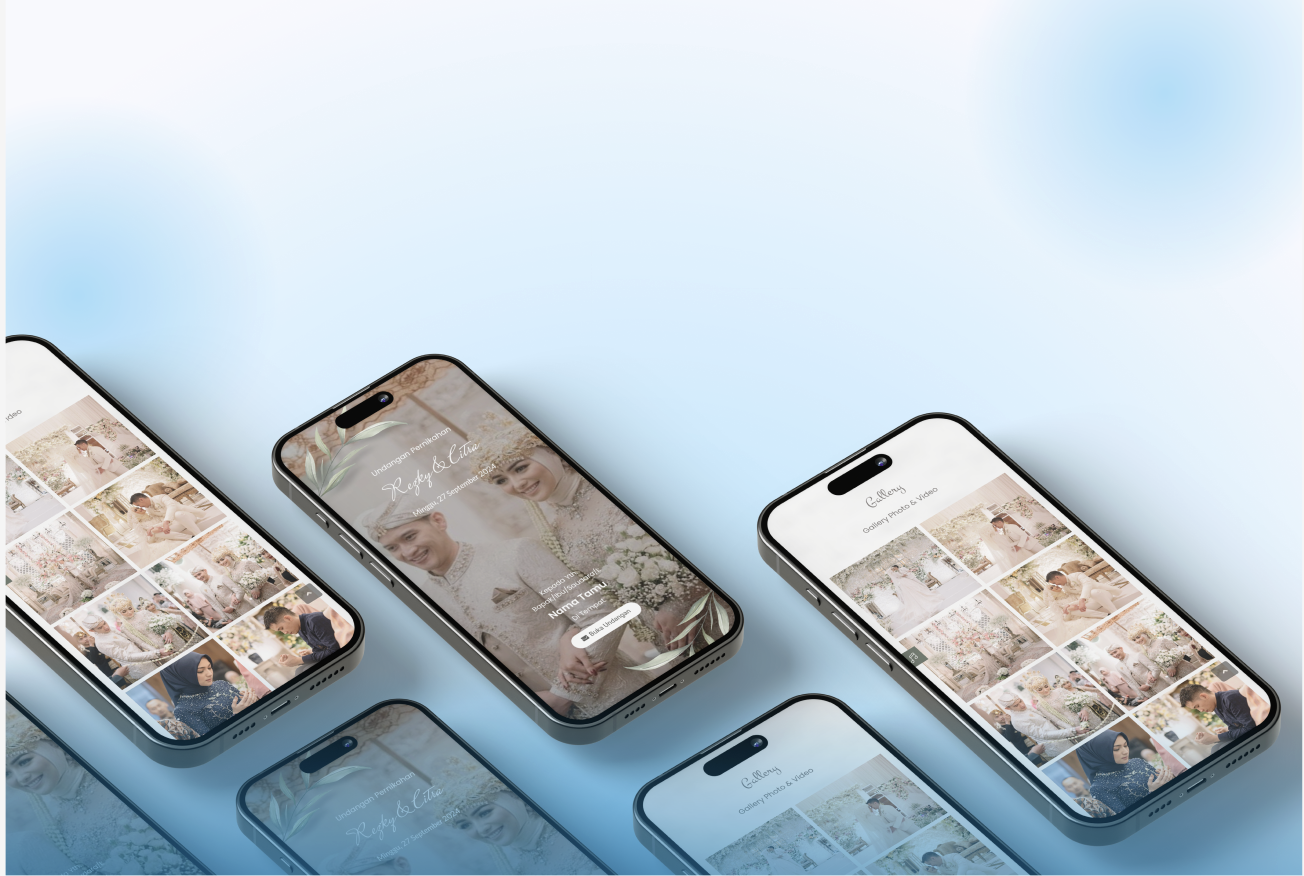 ideo
Undangan Pernikahan
Rezky & Citra
Minggu, 27 September 2024
Kepada Yth.
Bapak/Ibu/Saudara/i,
Nama Tamu
di Tempat
Buka Undangan
Gallery
Gallery Photo & Video
Undangan Pernikahan
Rezky & Citra
Minggu, 27 September 2024
Gallery
Gallery Photo & Video